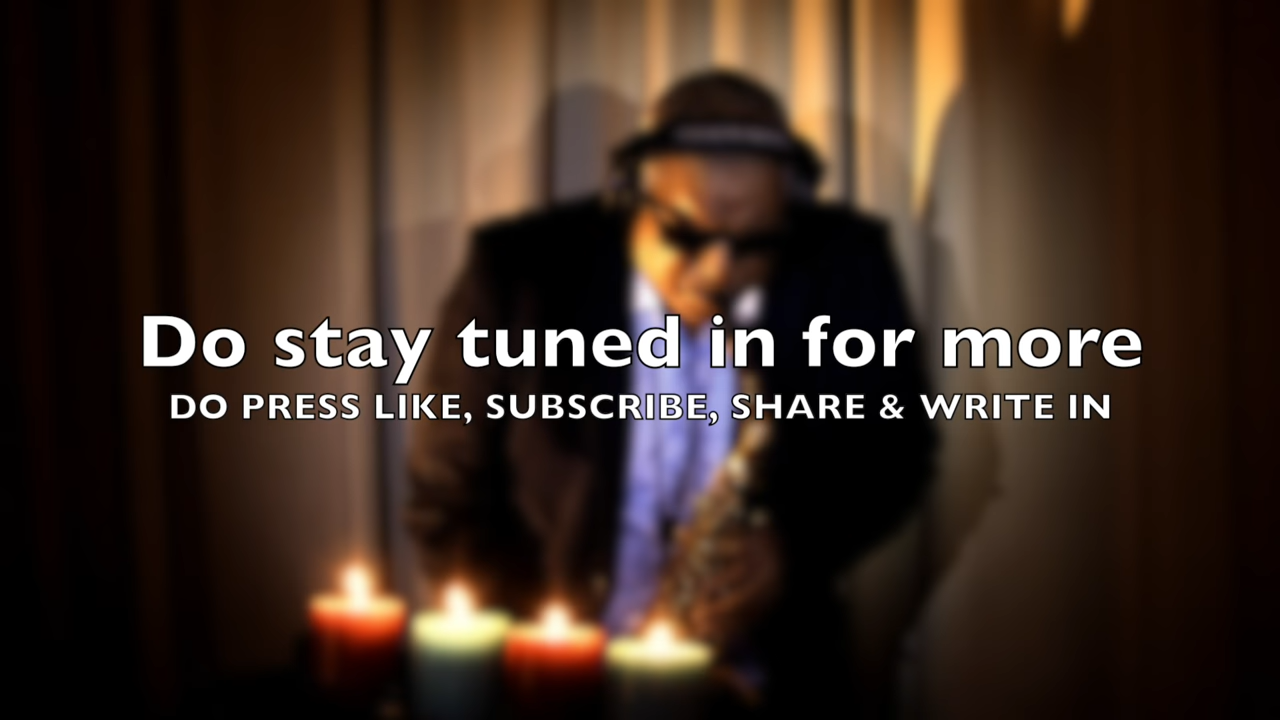 Do stay tuned in for more
DO PRESS LIKE, SUBSCRIBE, SHARE & WRITE IN